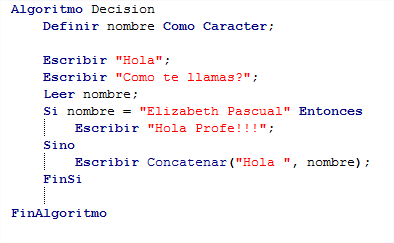 Algoritmo Decision
Definir nombre Como Caracter;
Escribir "Hola";
Escribir "Como te llamas?";
Leer nombre;
Si nombre = "Elizabeth Pascual" Entonces
Escribir "Hola Profe!!!";
Sino
Escribir Concatenar("Hola ", nombre);
FinSi
FinAlgoritmo